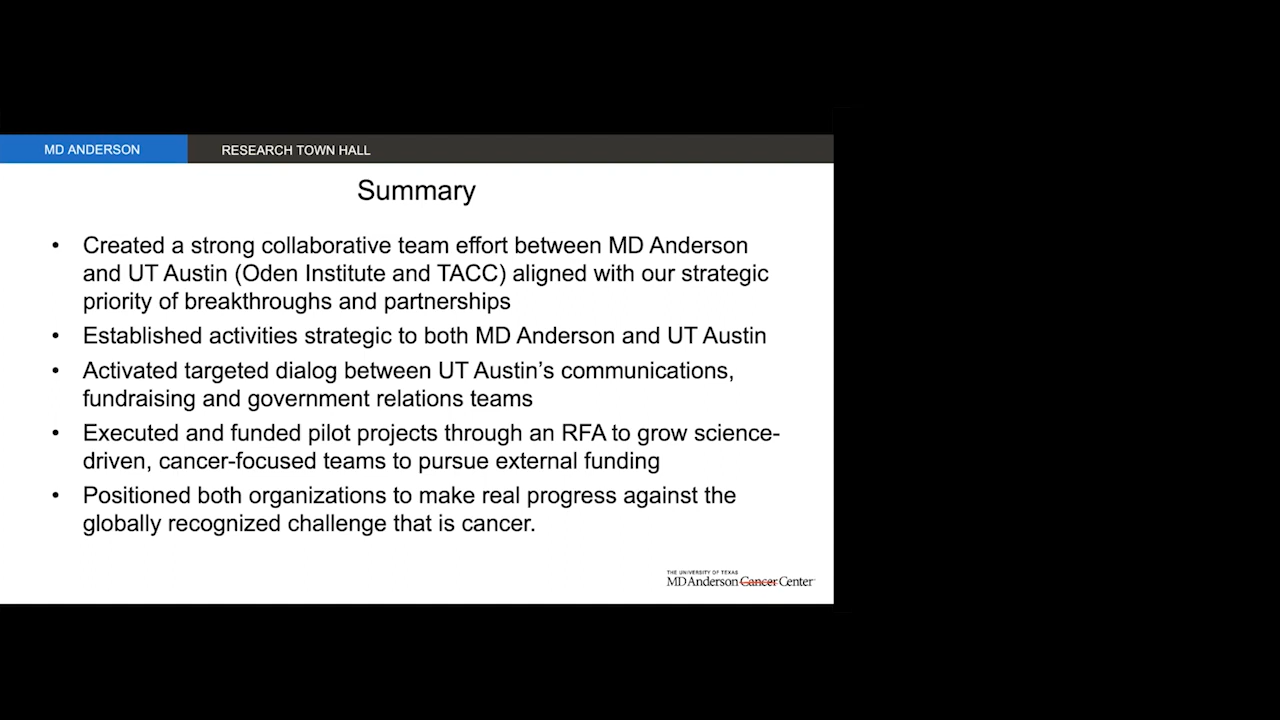 MD ANDERSON
RESEARCH TOWN HALL
Summary
• Created a strong collaborative team effort between MD Anderson
and UT Austin (Oden Institute and TACC) aligned with our strategic
priority of breakthroughs and partnerships
• Established activities strategic to both MD Anderson and UT Austin
• Activated targeted dialog between UT Austin’s communications,
fundraising and government relations teams
• Executed and funded pilot projects through an RFA to grow science-
driven, cancer-focused teams to pursue external funding
• Positioned both organizations to make real progress against the
globally recognized challenge that is cancer.
THE UNIVERSITY OF TEXAS
MD Anderson Cancer Center